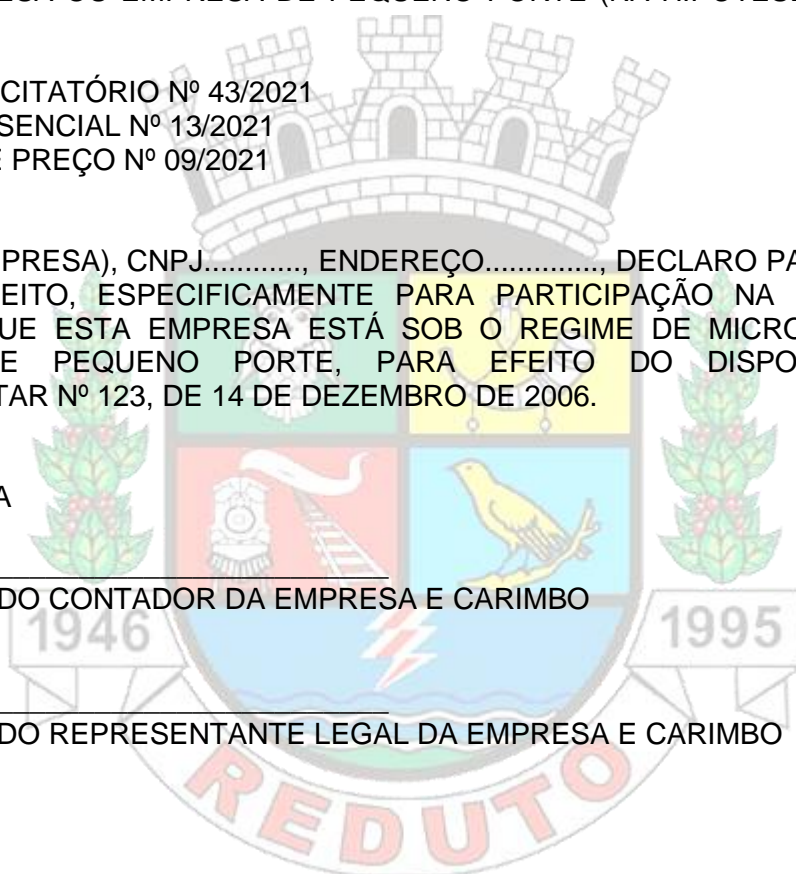 CITATÓRIO Nº 43/2021
SENCIAL Nº 13/2021
E PREÇO Nº 09/2021
PRESA), CNPJ............, ENDEREÇO.............., DECLARO PA
EITO, ESPECIFICAMENTE PARA PARTICIPAÇÃO NA
UE ESTA EMPRESA ESTÁ SOB O REGIME DE MICRO
E PEQUENO PORTE, PARA EFEITO DO DISPO
TAR Nº 123, DE 14 DE DEZEMBRO DE 2006.
A
DO CONTADOR DA EMPRESA E CARIMBO
1946 1995
DO REPRESENTANTE LEGAL DA EMPRESA E CARIMBO
REDUTO